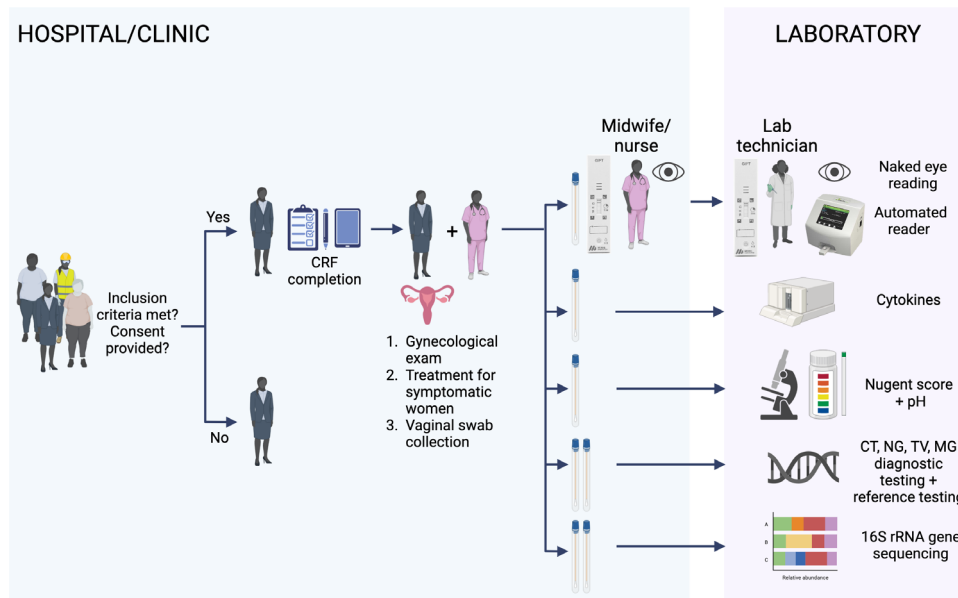 HOSPITAL/CLINIC
LABORATORY
Midwife/
nurse
Lab
technician
Naked eye
reading
Automated
reader
Yes
CRF
completion
+
Inclusion
criteria met?
Consent
provided?
Cytokines
1. Gynecological
exam
2. Treatment for
symptomatic
women
3. Vaginal swab
collection
Nugent score
+ pH
No
CT, NG, TV, MG
diagnostic
testing +
reference testing
16S rRNA gene
sequencing
A
B
C
Relative abundance